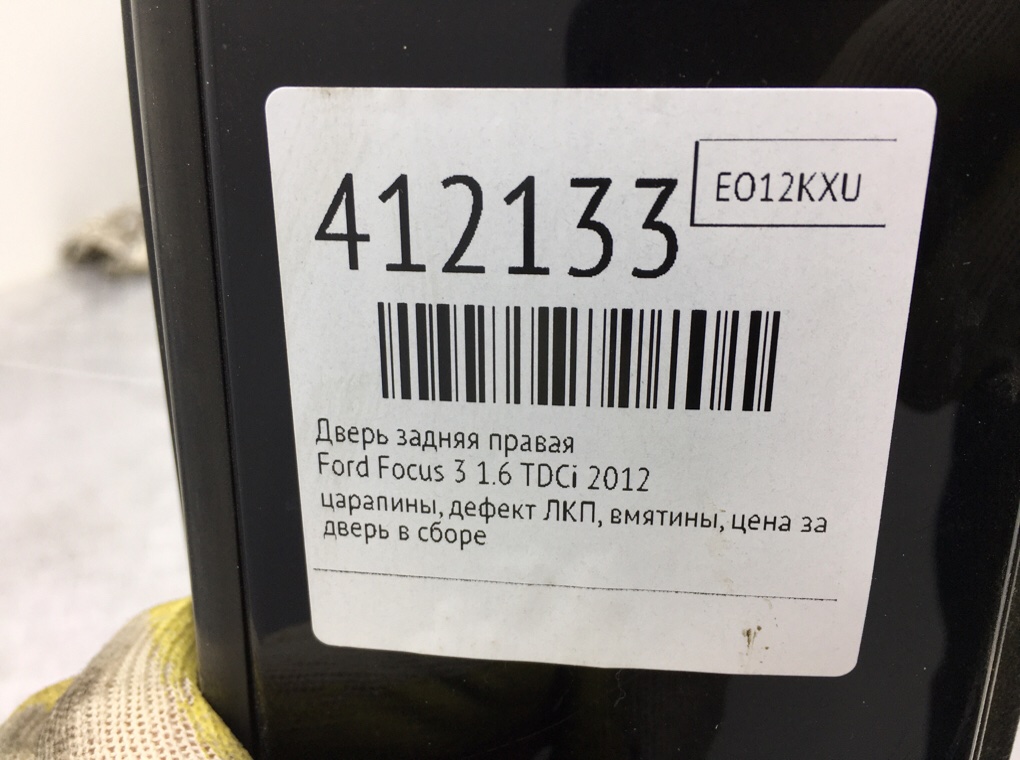 412133
EO12KXU
Дверь задняя правая
Ford Focus 3 1.6 TDCi 2012
царапины, дефект ЛКП, вмятины, цена за
дверь в сборе